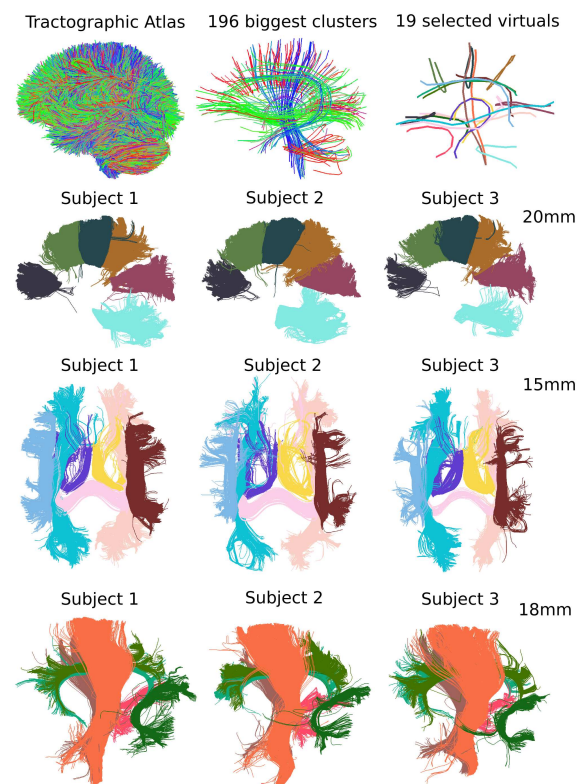 Tractographic Atlas 196 biggest clusters 19 selected virtuals
Subject 1 Subject 2 Subject 3
20mm
Subject 1 Subject 2 Subject 3
15mm
Subject 1 Subject 2 Subject 3
18mm